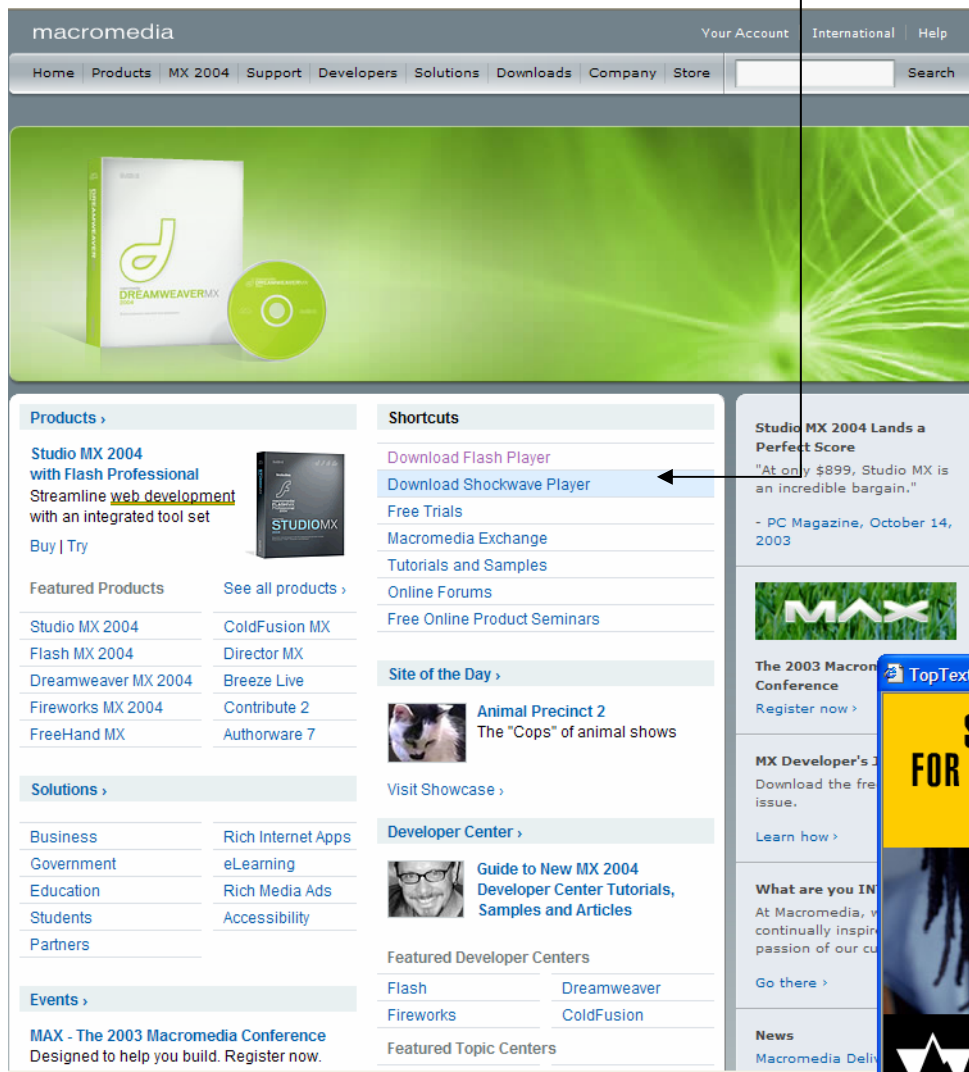 macromedia
Your Account International Help
Home Products MX 2004 Support Developers Solutions Downloads Company Store Search
DREAMWEAVERMX
2004
Products ›
Studio MX 2004
with Flash Professional
Streamline web development
with an integrated tool set
Buy | Try
STUDIOMX
Featured Products See all products ›
Studio MX 2004 ColdFusion MX
Flash MX 2004 Director MX
Dreamweaver MX 2004 Breeze Live
Fireworks MX 2004 Contribute 2
FreeHand MX Authorware 7
Solutions ›
Business Rich Internet Apps
Government eLearning
Education Rich Media Ads
Students Accessibility
Partners
Events ›
MAX - The 2003 Macromedia Conference
Designed to help you build. Register now.
Shortcuts
Download Flash Player
Download Shockwave Player
Free Trials
Macromedia Exchange
Tutorials and Samples
Online Forums
Free Online Product Seminars
Site of the Day ›
Animal Precinct 2
The "Cops" of animal shows
Visit Showcase ›
Developer Center ›
Guide to New MX 2004
Developer Center Tutorials,
Samples and Articles
Featured Developer Centers
Flash Dreamweaver
Fireworks ColdFusion
Featured Topic Centers
Studio MX 2004 Lands a
Perfect Score
"At only $899, Studio MX is
an incredible bargain."
- PC Magazine, October 14,
2003
MAX
The 2003 Macrom
Conference
Register now ›
MX Developer's
Download the fre
issue.
Learn how ›
What are you IN
At Macromedia, w
continually inspir
passion of our cu
Go there ›
News
Macromedia Deliv
TopText
FOR